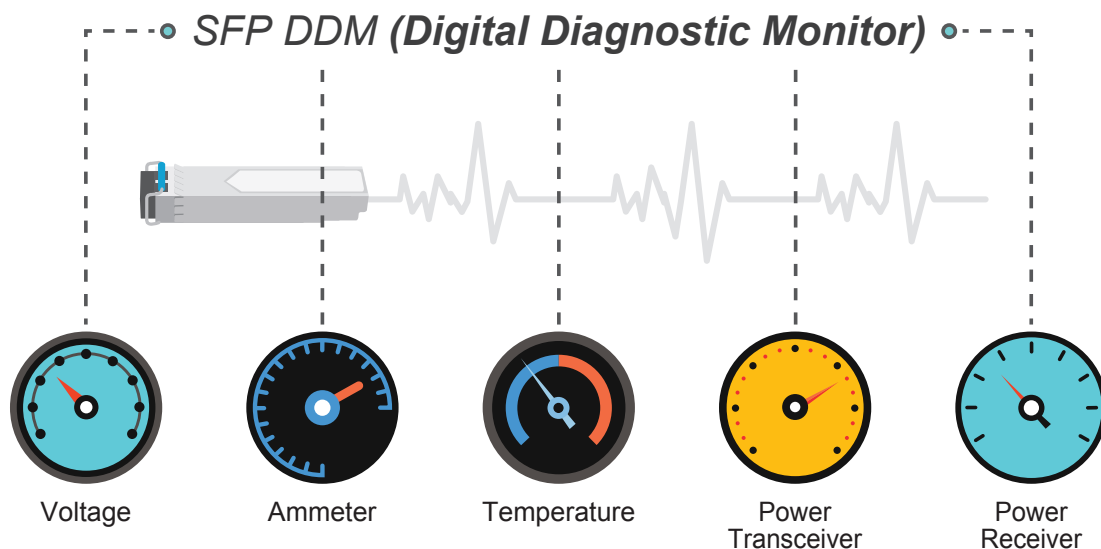 SFP DDM (Digital Diagnostic Monitor)
Voltage
Ammeter
Temperature
Power
Transceiver
Power
Receiver